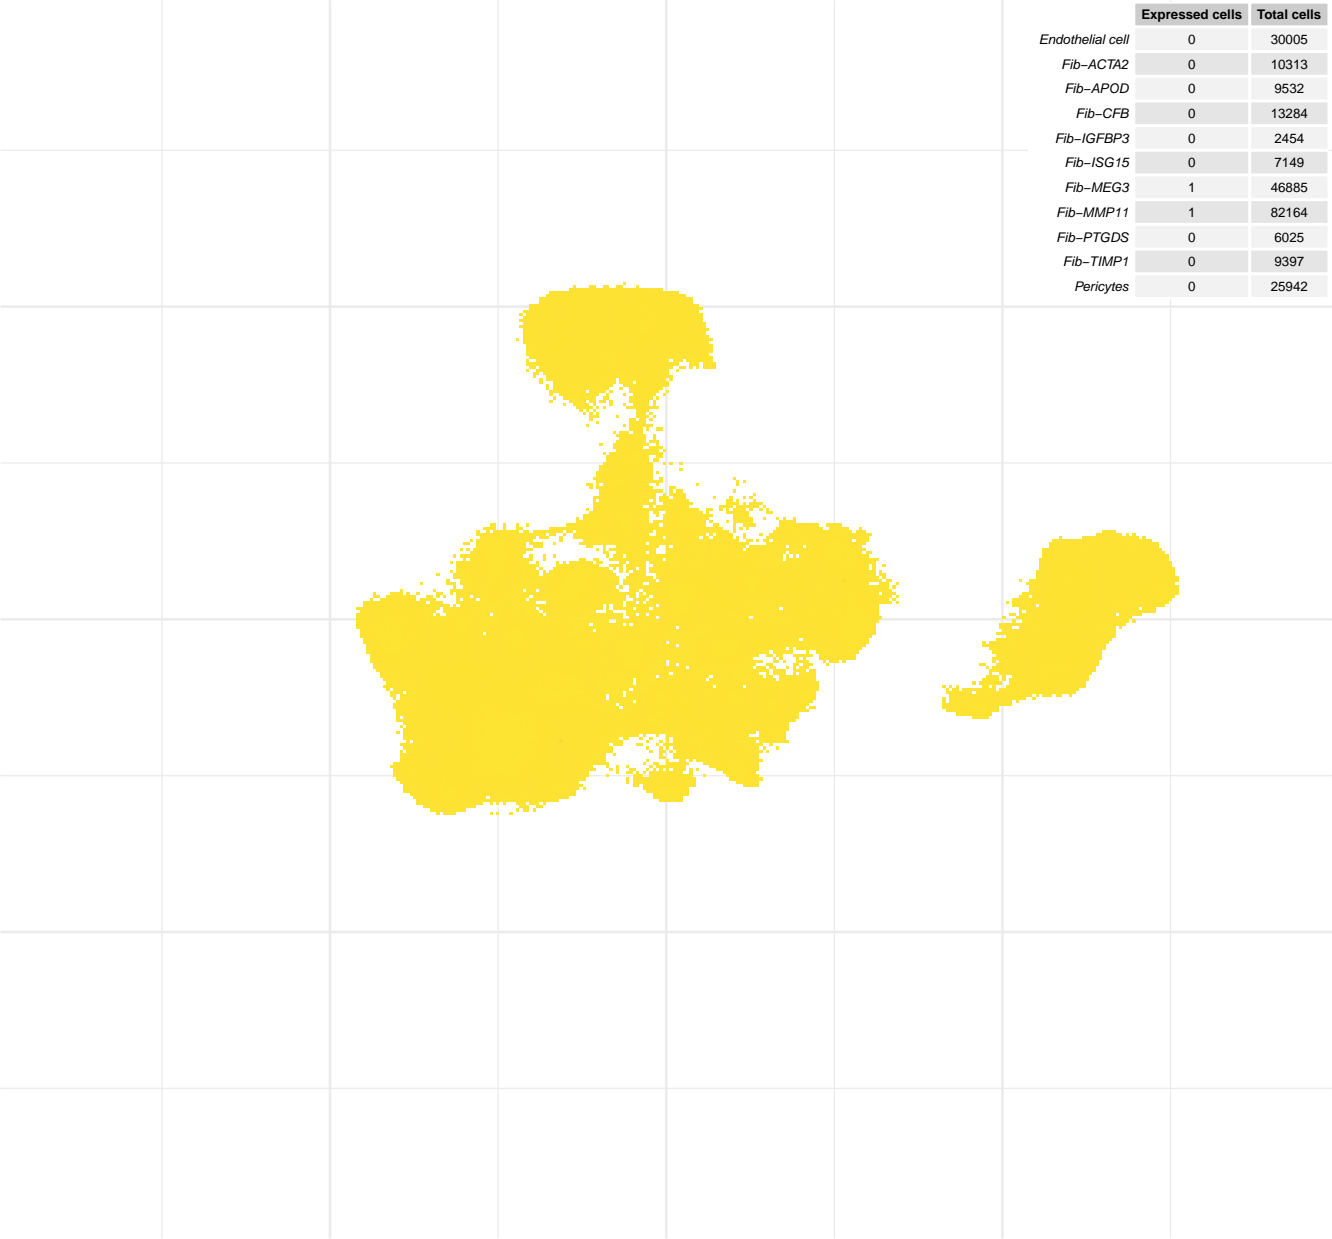 Expressed cells Total cells
Endothelial cell 0 30005
Fib−ACTA2 0 10313
Fib−APOD 0 9532
Fib−CFB 0 13284
Fib−IGFBP3 0 2454
Fib−ISG15 0 7149
Fib−MEG3 1 46885
Fib−MMP11 1 82164
Fib−PTGDS 0 6025
Fib−TIMP1 0 9397
Pericytes 0 25942